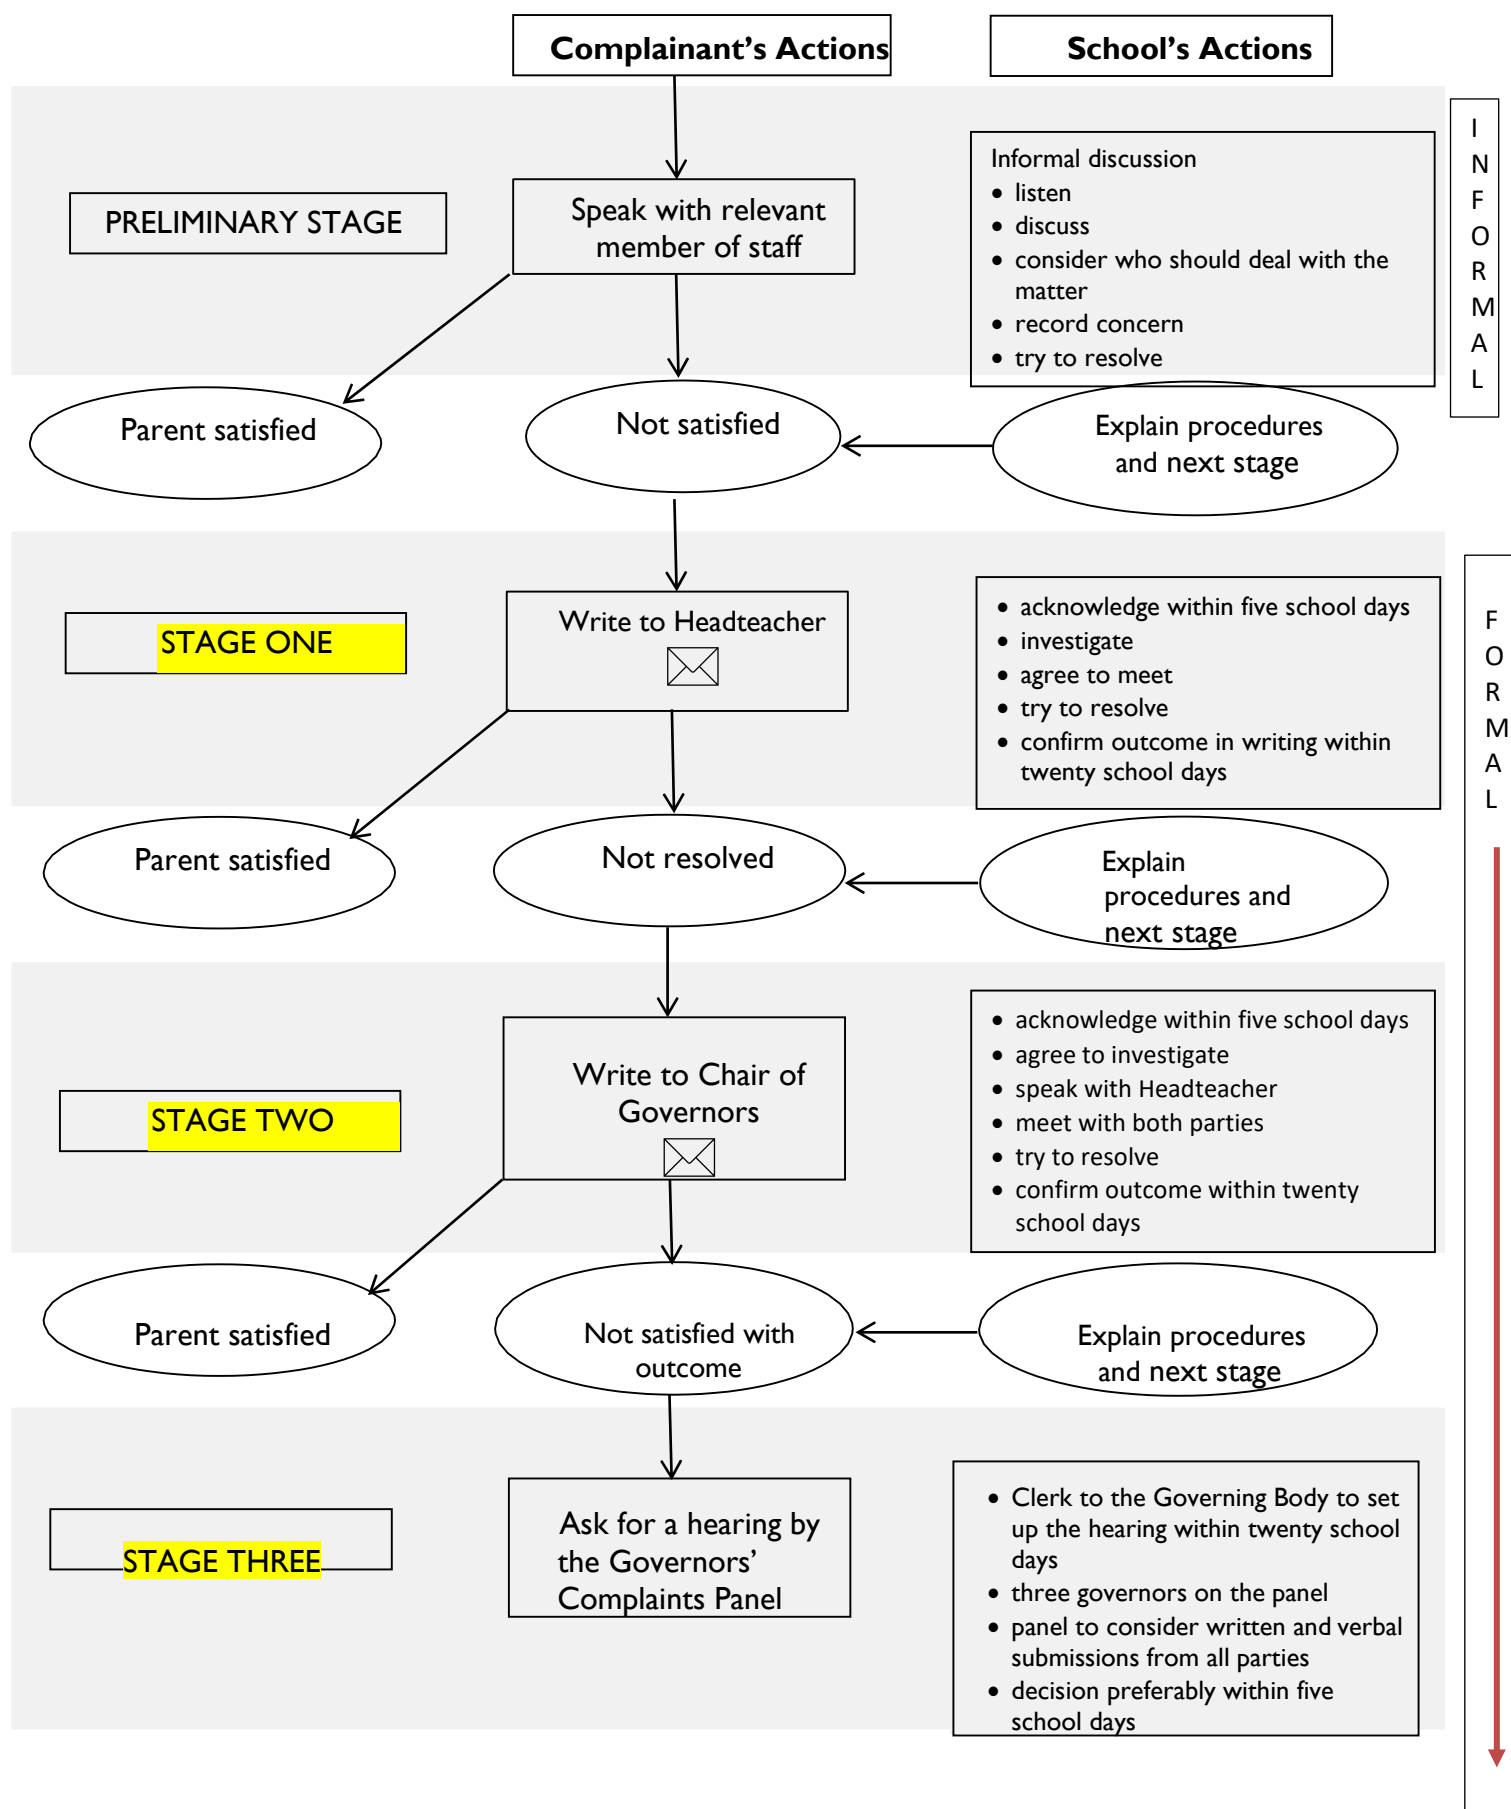 Complainant’s Actions
School’s Actions
PRELIMINARY STAGE
Speak with relevant
member of staff
Informal discussion
• listen
• discuss
• consider who should deal with the
matter
• record concern
• try to resolve
I
N
F
O
R
M
A
L
Parent satisfied
Not satisfied
Explain procedures
and next stage
STAGE ONE
Write to Headteacher
• acknowledge within five school days
• investigate
• agree to meet
• try to resolve
• confirm outcome in writing within
twenty school days
F
O
R
M
A
L
Parent satisfied
Not resolved
Explain
procedures and
next stage
STAGE TWO
Write to Chair of
Governors
• acknowledge within five school days
• agree to investigate
• speak with Headteacher
• meet with both parties
• try to resolve
• confirm outcome within twenty
school days
Parent satisfied
Not satisfied with
outcome
Explain procedures
and next stage
STAGE THREE
Ask for a hearing by
the Governors’
Complaints Panel
• Clerk to the Governing Body to set
up the hearing within twenty school
days
• three governors on the panel
• panel to consider written and verbal
submissions from all parties
• decision preferably within five
school days